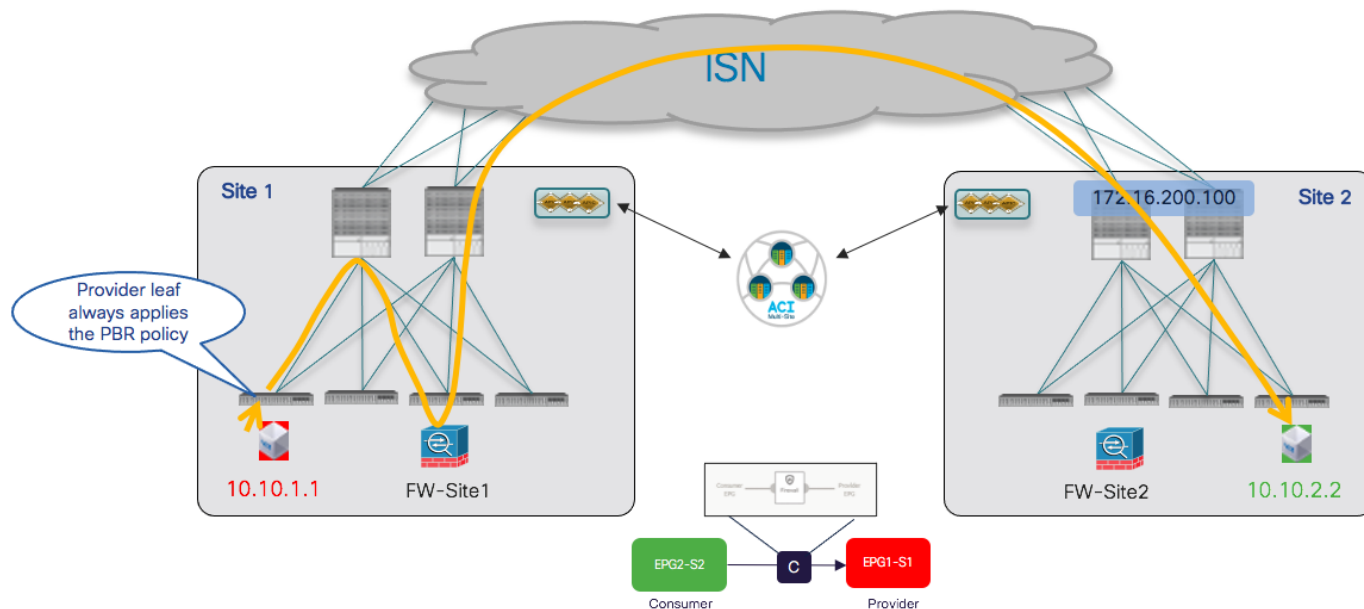 ISN
Site 1
172.16.200.100
Site 2
Provider leaf
always applies
the PBR policy
ACI
Multi-Site
10.10.1.1
FW-Site1
FW-Site2
10.10.2.2
Consumer
EPG
Firewall
Provider
EPG
EPG2-S2
C
EPG1-S1
Consumer
Provider